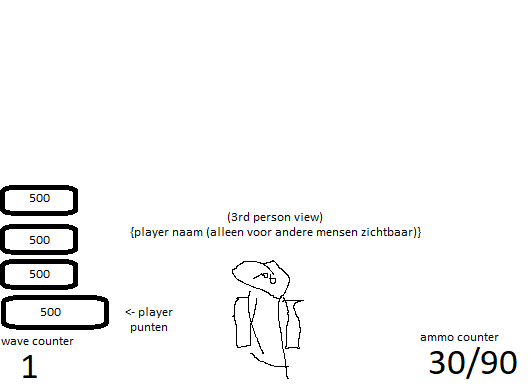 500
500
500
500
(3rd person view)
{player naam (alleen voor andere mensen zichtbaar)}
<- player
punten
wave counter
1
ammo counter
30/90